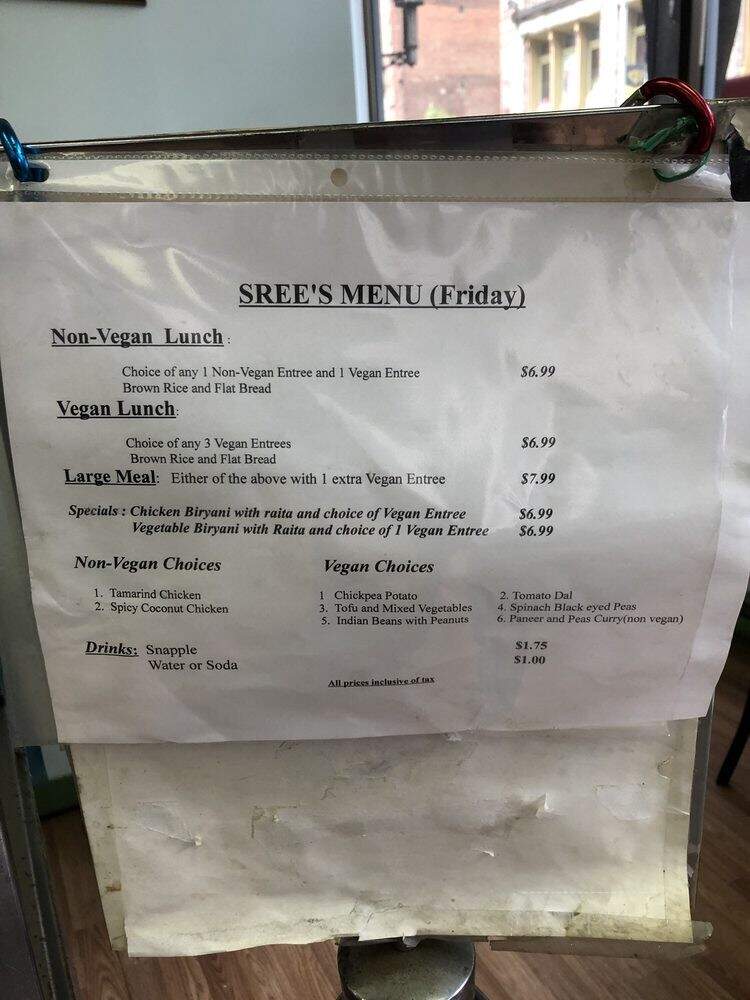 SREE'S MENU (Friday)
Non-Vegan Lunch :
Choice of any 1 Non-Vegan Entree and 1 Vegan Entree $6.99
Brown Rice and Flat Bread
Vegan Lunch:
Choice of any 3 Vegan Entrees $6.99
Brown Rice and Flat Bread
Large Meal: Either of the above with 1 extra Vegan Entree $7.99
Specials : Chicken Biryani with raita and choice of Vegan Entree $6.99
Vegetable Biryani with Raita and choice of 1 Vegan Entree $6.99
Non-Vegan Choices Vegan Choices
1. Tamarind Chicken 1 Chickpea Potato 2. Tomato Dal
2. Spicy Coconut Chicken 3. Tofu and Mixed Vegetables 4. Spinach Black eyed Peas
5. Indian Beans with Peanuts 6. Paneer and Peas Curry(non vegan)
Drinks: Snapple $1.75
Water or Soda $1.00
All prices inclusive of tax